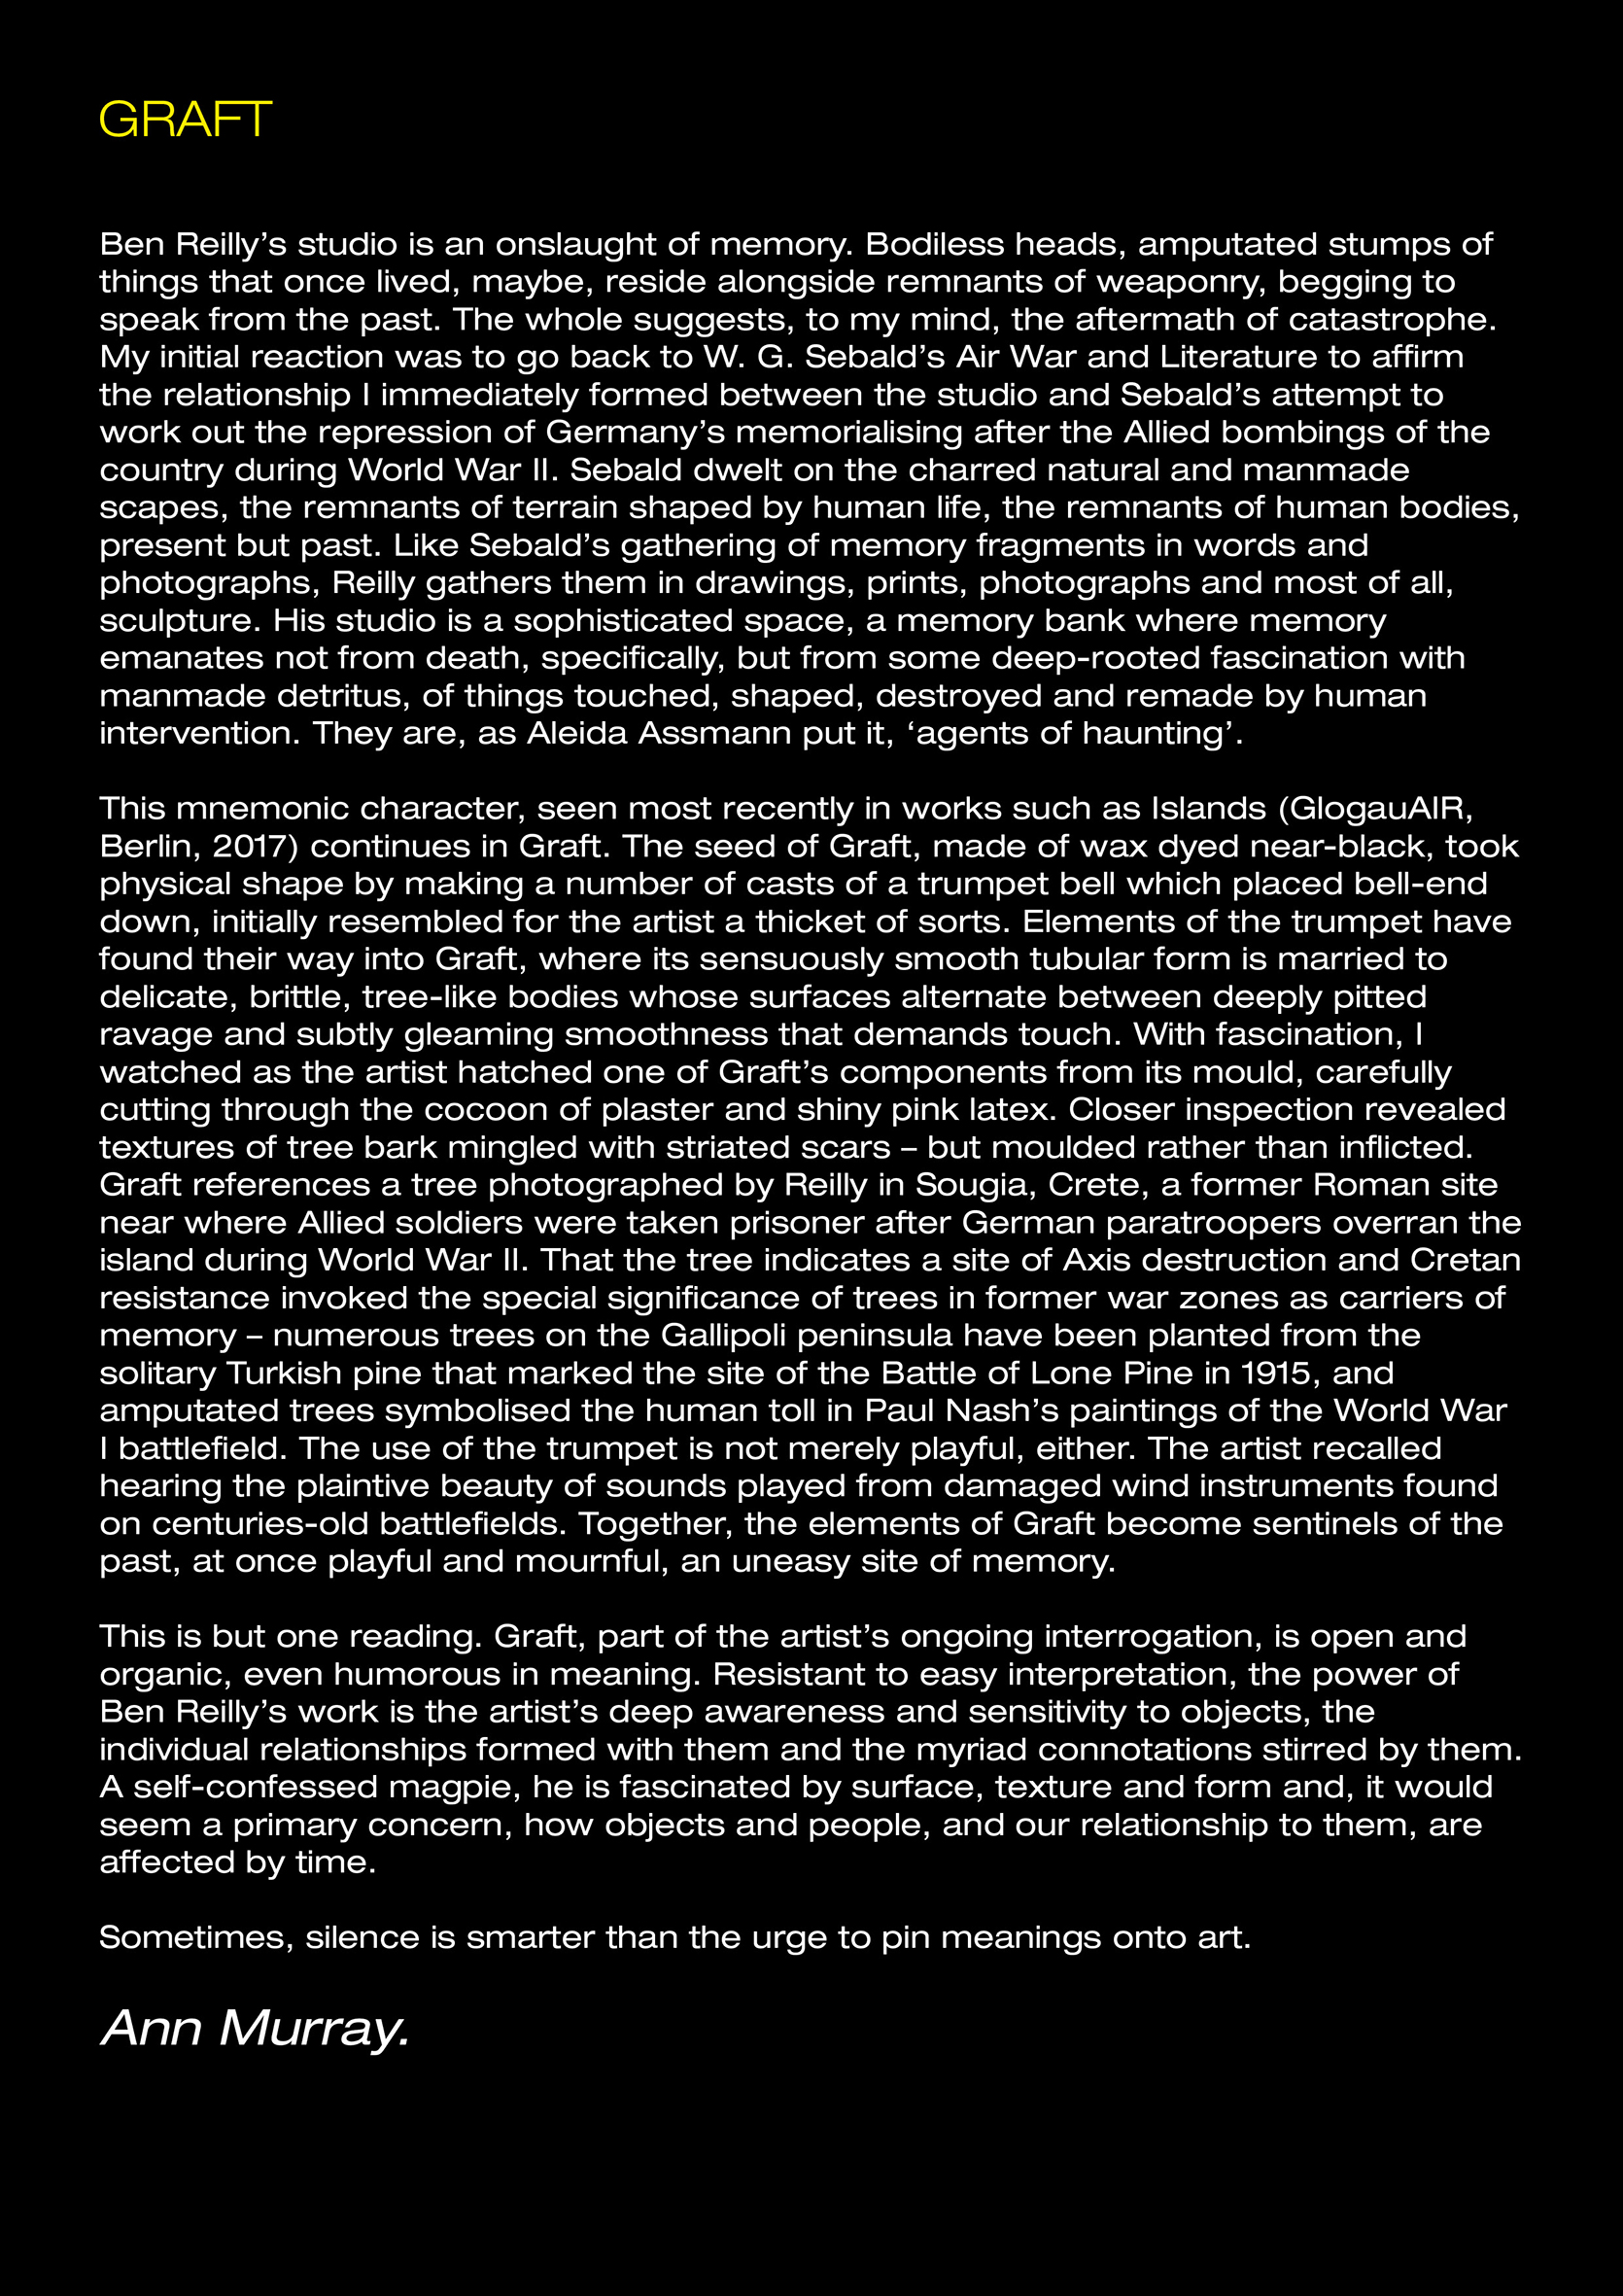 GRAFT
Ben Reilly’s studio is an onslaught of memory. Bodiless heads, amputated stumps of
things that once lived, maybe, reside alongside remnants of weaponry, begging to
speak from the past. The whole suggests, to my mind, the aftermath of catastrophe.
My initial reaction was to go back to W. G. Sebald’s Air War and Literature to affirm
the relationship I immediately formed between the studio and Sebald’s attempt to
work out the repression of Germany’s memorialising after the Allied bombings of the
country during World War II. Sebald dwelt on the charred natural and manmade
scapes, the remnants of terrain shaped by human life, the remnants of human bodies,
present but past. Like Sebald’s gathering of memory fragments in words and
photographs, Reilly gathers them in drawings, prints, photographs and most of all,
sculpture. His studio is a sophisticated space, a memory bank where memory
emanates not from death, specifically, but from some deep-rooted fascination with
manmade detritus, of things touched, shaped, destroyed and remade by human
intervention. They are, as Aleida Assmann put it, ‘agents of haunting’.
This mnemonic character, seen most recently in works such as Islands (GlogauAIR,
Berlin, 2017) continues in Graft. The seed of Graft, made of wax dyed near-black, took
physical shape by making a number of casts of a trumpet bell which placed bell-end
down, initially resembled for the artist a thicket of sorts. Elements of the trumpet have
found their way into Graft, where its sensuously smooth tubular form is married to
delicate, brittle, tree-like bodies whose surfaces alternate between deeply pitted
ravage and subtly gleaming smoothness that demands touch. With fascination, I
watched as the artist hatched one of Graft’s components from its mould, carefully
cutting through the cocoon of plaster and shiny pink latex. Closer inspection revealed
textures of tree bark mingled with striated scars – but moulded rather than inflicted.
Graft references a tree photographed by Reilly in Sougia, Crete, a former Roman site
near where Allied soldiers were taken prisoner after German paratroopers overran the
island during World War II. That the tree indicates a site of Axis destruction and Cretan
resistance invoked the special significance of trees in former war zones as carriers of
memory – numerous trees on the Gallipoli peninsula have been planted from the
solitary Turkish pine that marked the site of the Battle of Lone Pine in 1915, and
amputated trees symbolised the human toll in Paul Nash’s paintings of the World War
I battlefield. The use of the trumpet is not merely playful, either. The artist recalled
hearing the plaintive beauty of sounds played from damaged wind instruments found
on centuries-old battlefields. Together, the elements of Graft become sentinels of the
past, at once playful and mournful, an uneasy site of memory.
This is but one reading. Graft, part of the artist’s ongoing interrogation, is open and
organic, even humorous in meaning. Resistant to easy interpretation, the power of
Ben Reilly’s work is the artist’s deep awareness and sensitivity to objects, the
individual relationships formed with them and the myriad connotations stirred by them.
A self-confessed magpie, he is fascinated by surface, texture and form and, it would
seem a primary concern, how objects and people, and our relationship to them, are
affected by time.
Sometimes, silence is smarter than the urge to pin meanings onto art.
Ann Murray.